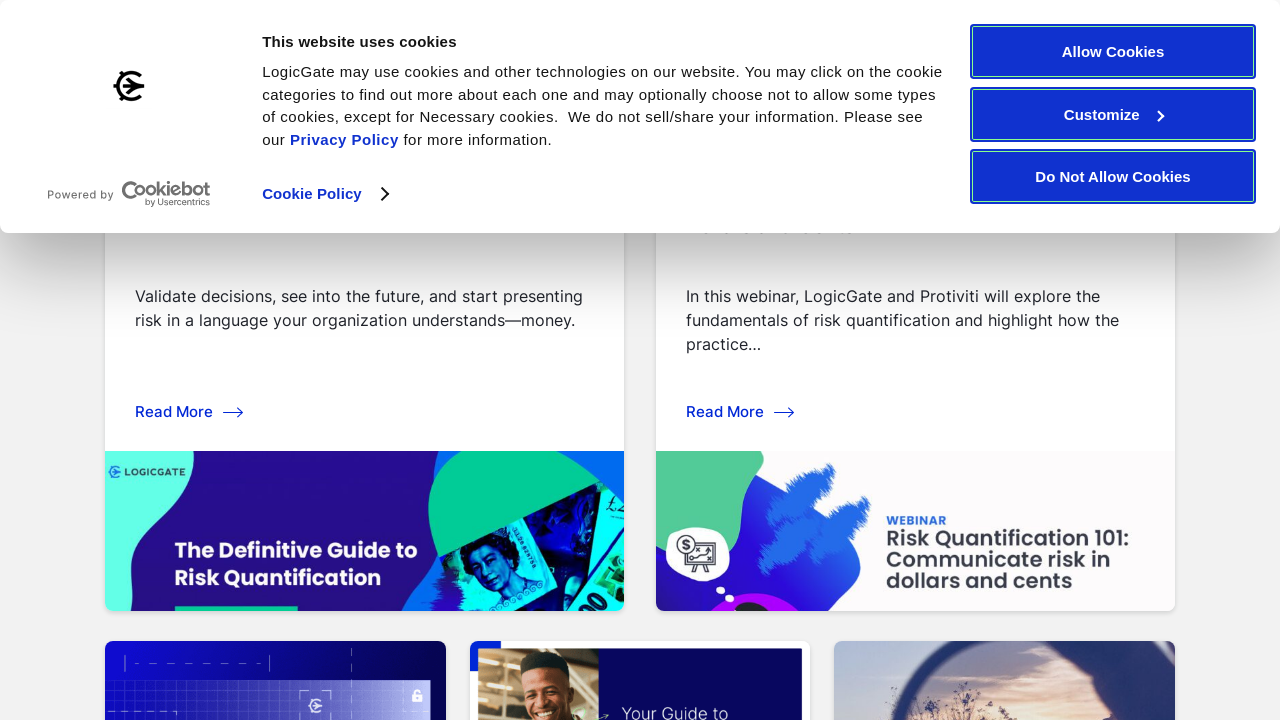 This website uses cookies
LogicGate may use cookies and other technologies on our website. You may click on the cookie
categories to find out more about each one and may optionally choose not to allow some types
of cookies, except for Necessary cookies.  We do not sell/share your information. Please see
our Privacy Policy for more information.
Cookie Policy
Powered by Cookiebot
by Usercentrics
Allow Cookies
Customize
Do Not Allow Cookies
Validate decisions, see into the future, and start presenting
risk in a language your organization understands—money.
Read More
LOGICGATE
The Definitive Guide to
Risk Quantification
In this webinar, LogicGate and Protiviti will explore the
fundamentals of risk quantification and highlight how the
practice...
Read More
WEBINAR
Risk Quantification 101:
Communicate risk in
dollars and cents
Your Guide to